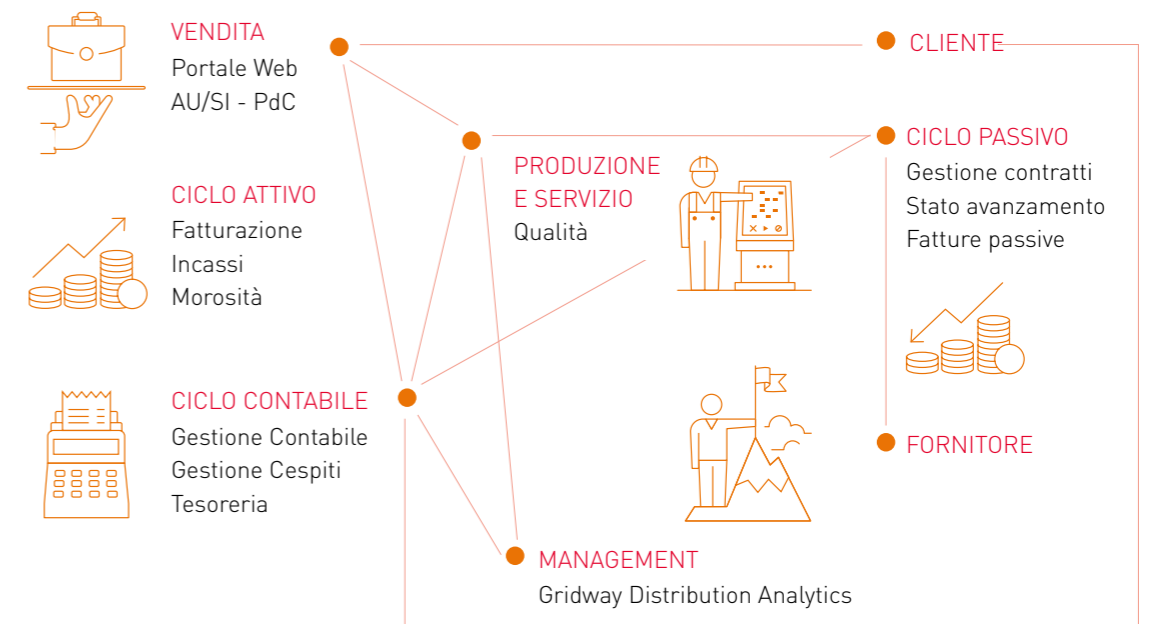 VENDITA
Portale Web
AU/SI - PdC
CICLO ATTIVO
Fatturazione
Incassi
Morosità
CICLO CONTABILE
Gestione Contabile
Gestione Cespiti
Tesoreria
PRODUZIONE
E SERVIZIO
Qualità
MANAGEMENT
Gridway Distribution Analytics
CLIENTE
CICLO PASSIVO
Gestione contratti
Stato avanzamento
Fatture passive
FORNITORE